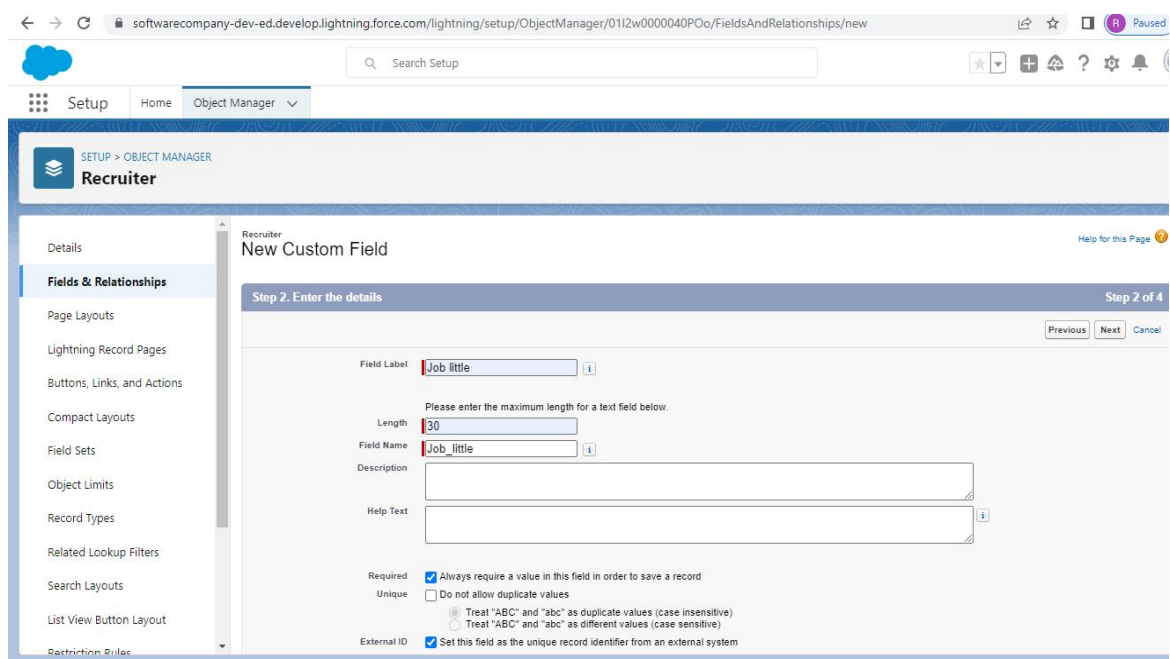 softwarecompany-dev-ed.develop.lightning.force.com/lightning/setup/ObjectManager/01I2w0000040POo/FieldsAndRelationships/new
R Paused
Search Setup
Setup Home Object Manager
SETUP > OBJECT MANAGER
Recruiter
Details
Fields & Relationships
Page Layouts
Lightning Record Pages
Buttons, Links, and Actions
Compact Layouts
Field Sets
Object Limits
Record Types
Related Lookup Filters
Search Layouts
List View Button Layout
Restriction Rules
Recruiter
New Custom Field
Help for this Page
Step 2. Enter the details Step 2 of 4
Previous Next Cancel
Field Label Job little
Please enter the maximum length for a text field below.
Length 30
Field Name Job_little
Description
Help Text
Required Always require a value in this field in order to save a record
Unique Do not allow duplicate values
Treat "ABC" and "abc" as duplicate values (case insensitive)
Treat "ABC" and "abc" as different values (case sensitive)
External ID Set this field as the unique record identifier from an external system